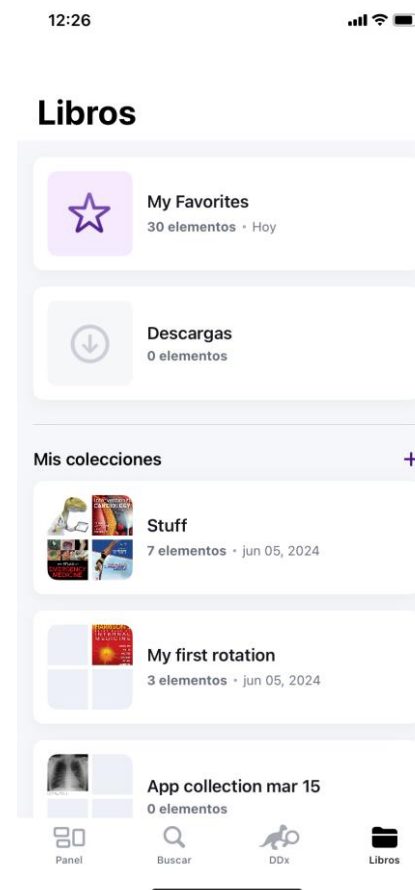 12:26
Libros
My Favorites
30 elementos • Hoy
Descargas
0 elementos
Mis colecciones
+
Stuff
7 elementos • jun 05, 2024
My first rotation
3 elementos • jun 05, 2024
App collection mar 15
0 elementos
Panel
Buscar
DDx
Libros